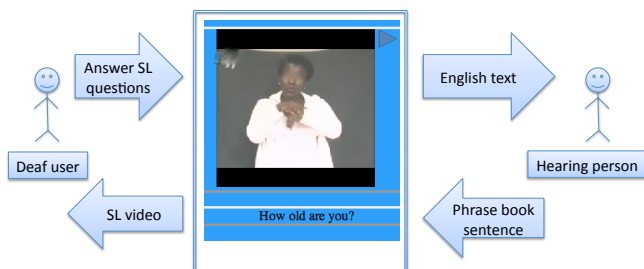 Answer SL
questions
English text
Deaf user
Hearing person
SL video
How old are you?
Phrase book
sentence